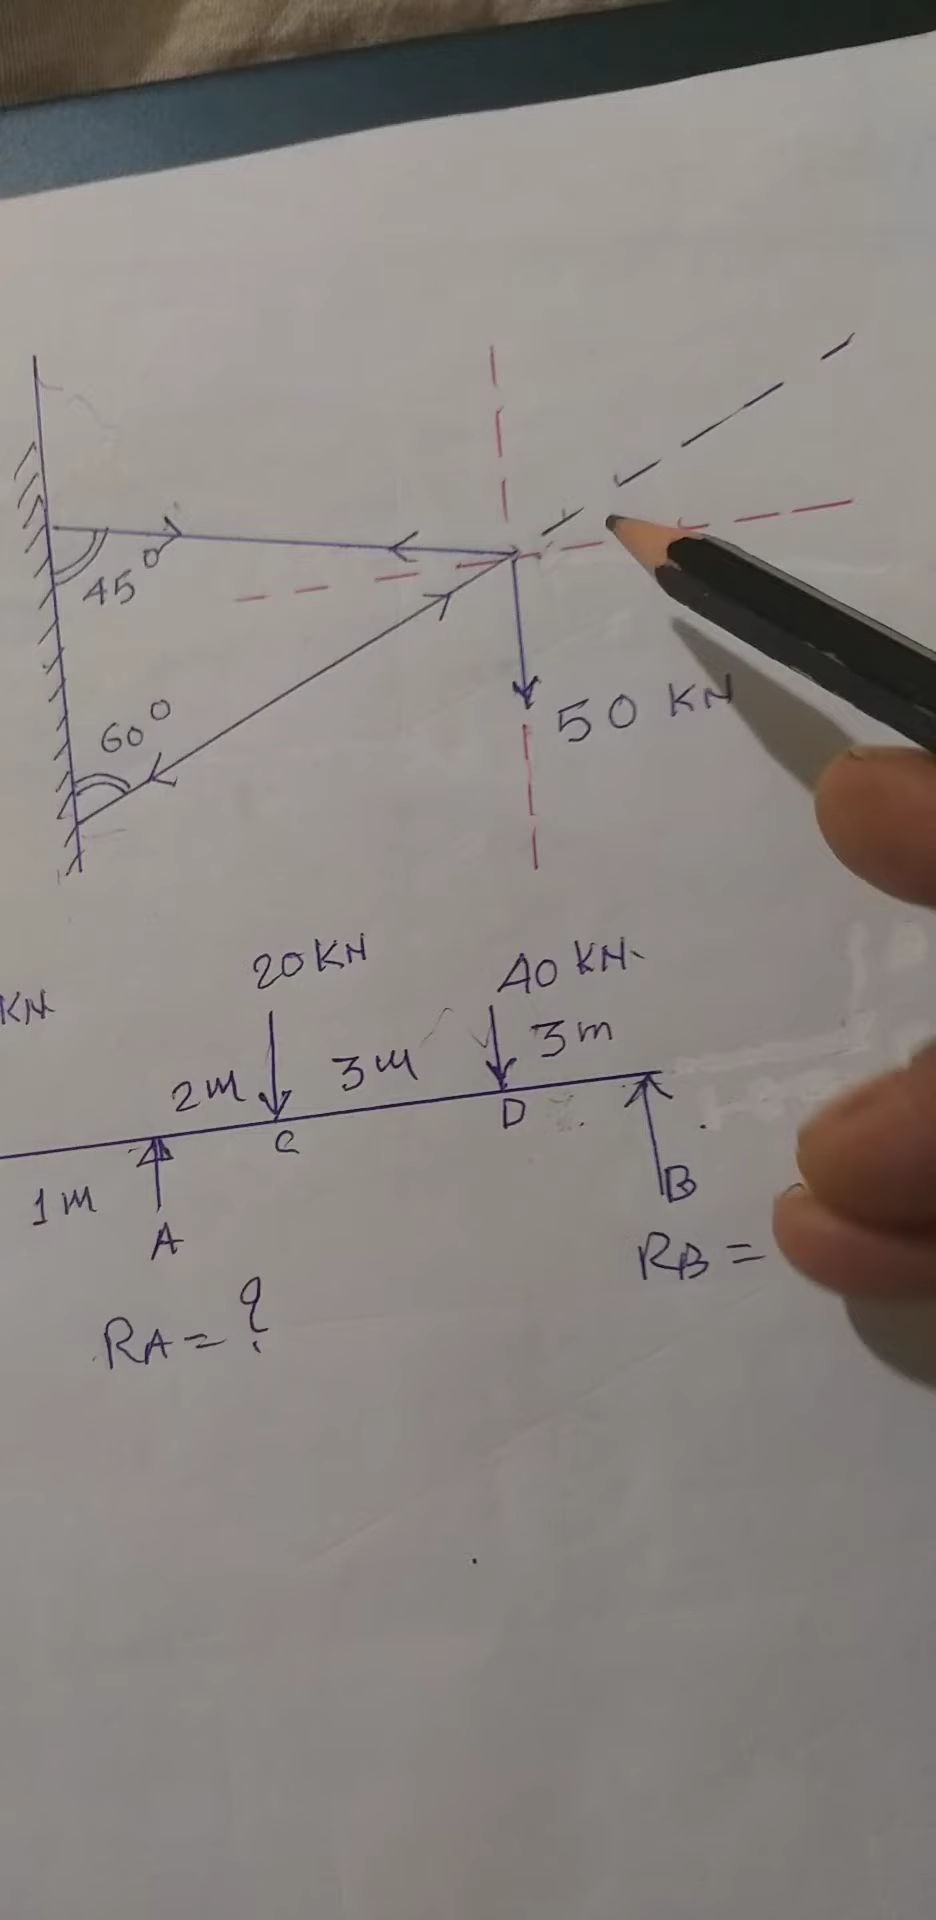 45°
60°
50 KN
KN
20 KN
40 KN
2m
3m
3m
C
D
1m
A
B
RB =
RA = ?